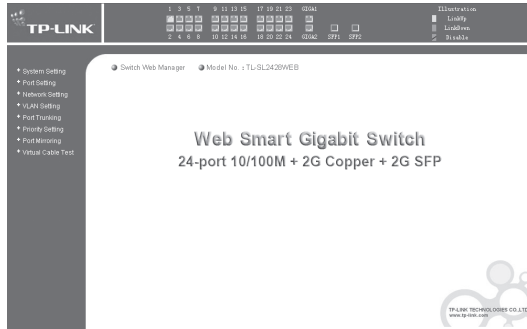 TP-LINK
1 3 5 7 9 11 13 15 17 19 21 23 GIGA1
2 4 6 8 10 12 14 16 18 20 22 24 GIGA2 SFP1 SFP2
Illustration
LinkUp
LinkDown
Disable
Switch Web Manager Model No. : TL-SL2428WEB
System Setting
Port Setting
Network Setting
VLAN Setting
Port Trunking
Priority Setting
Port Mirroring
Virtual Cable Test
Web Smart Gigabit Switch
24-port 10/100M + 2G Copper + 2G SFP
TP-LINK TECHNOLOGIES CO.,LTD
www.tp-link.com